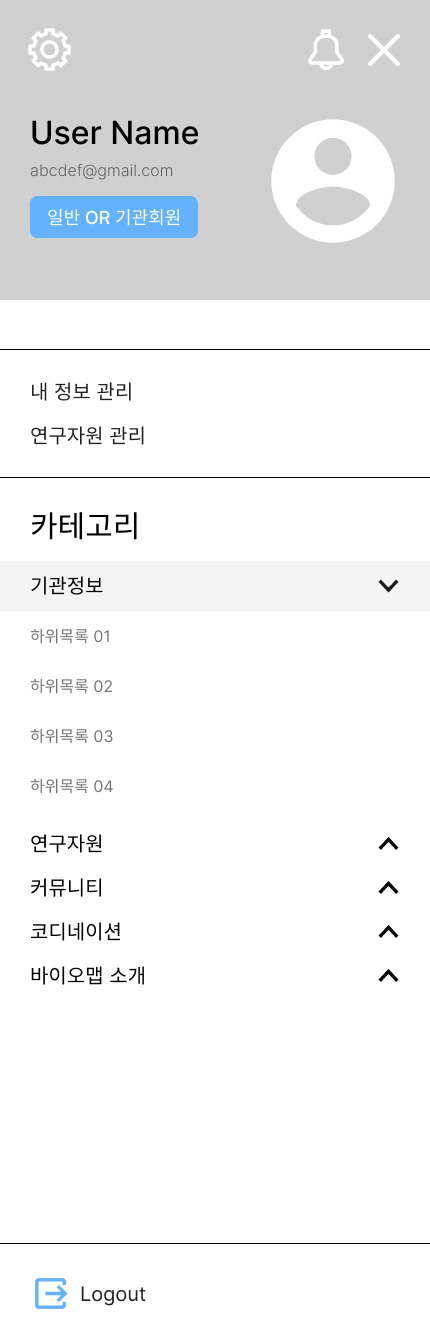 User Name
abcdef@gmail.com
일반 OR 기관회원
내 정보 관리
연구자원 관리
카테고리
기관정보
하위목록 01
하위목록 02
하위목록 03
하위목록 04
연구자원
커뮤니티
코디네이션
바이오맵 소개
Logout